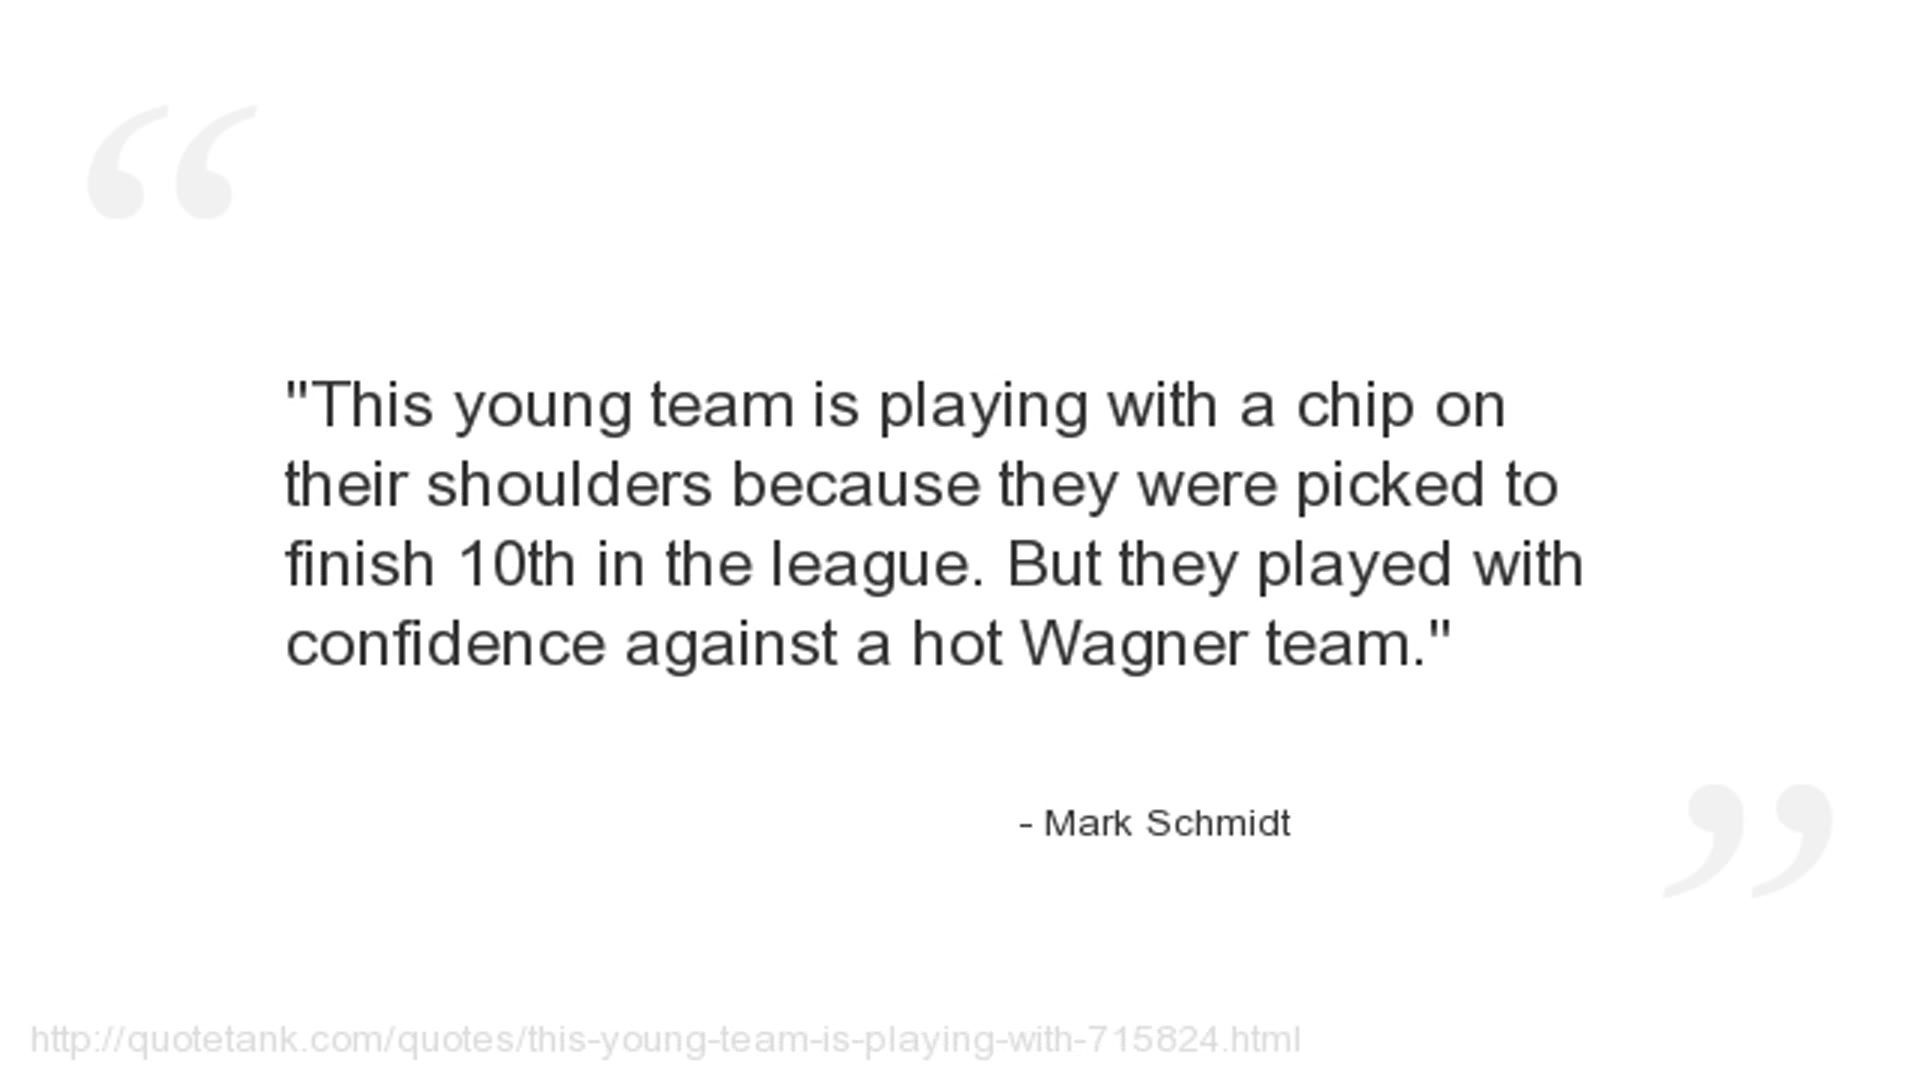 "This young team is playing with a chip on
their shoulders because they were picked to
finish 10th in the league. But they played with
confidence against a hot Wagner team."
- Mark Schmidt
http://quotetank.com/quotes/this-young-team-is-playing-with-715824.html